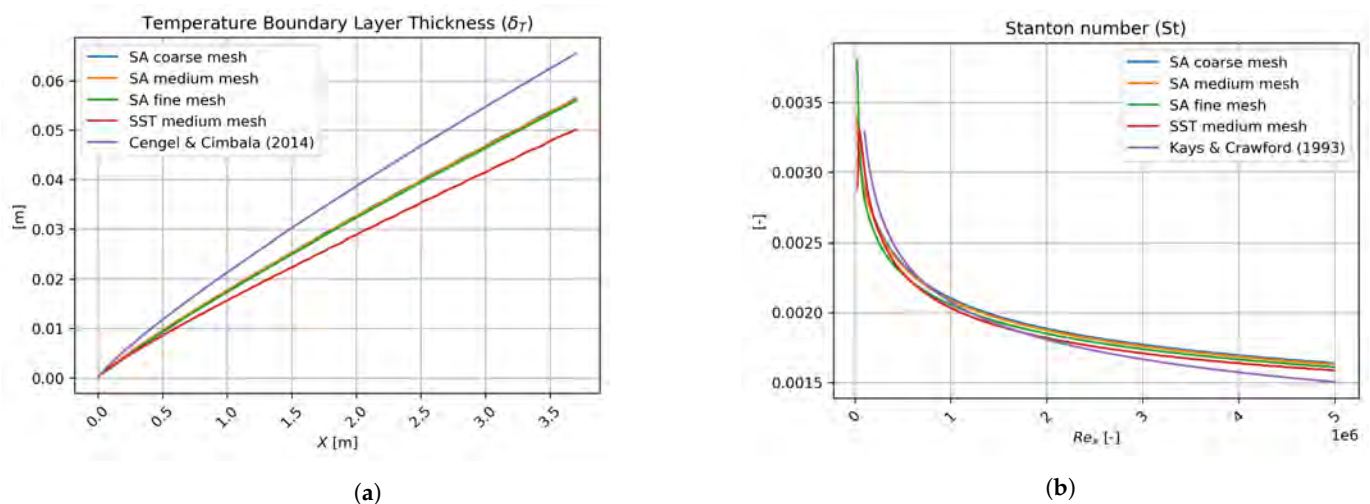 Temperature Boundary Layer Thickness (δ_T)
SA coarse mesh
SA medium mesh
SA fine mesh
SST medium mesh
Cengel & Cimbala (2014)
0.06
0.05
0.04
0.03
0.02
0.01
0.00
[m]
0.0 0.5 1.0 1.5 2.0 2.5 3.0 3.5
X [m]
(a)
Stanton number (St)
SA coarse mesh
SA medium mesh
SA fine mesh
SST medium mesh
Kays & Crawford (1993)
0.0035
0.0030
0.0025
0.0020
0.0015
[-]
0 1 2 3 4 5
1e6
Re_x [-]
(b)